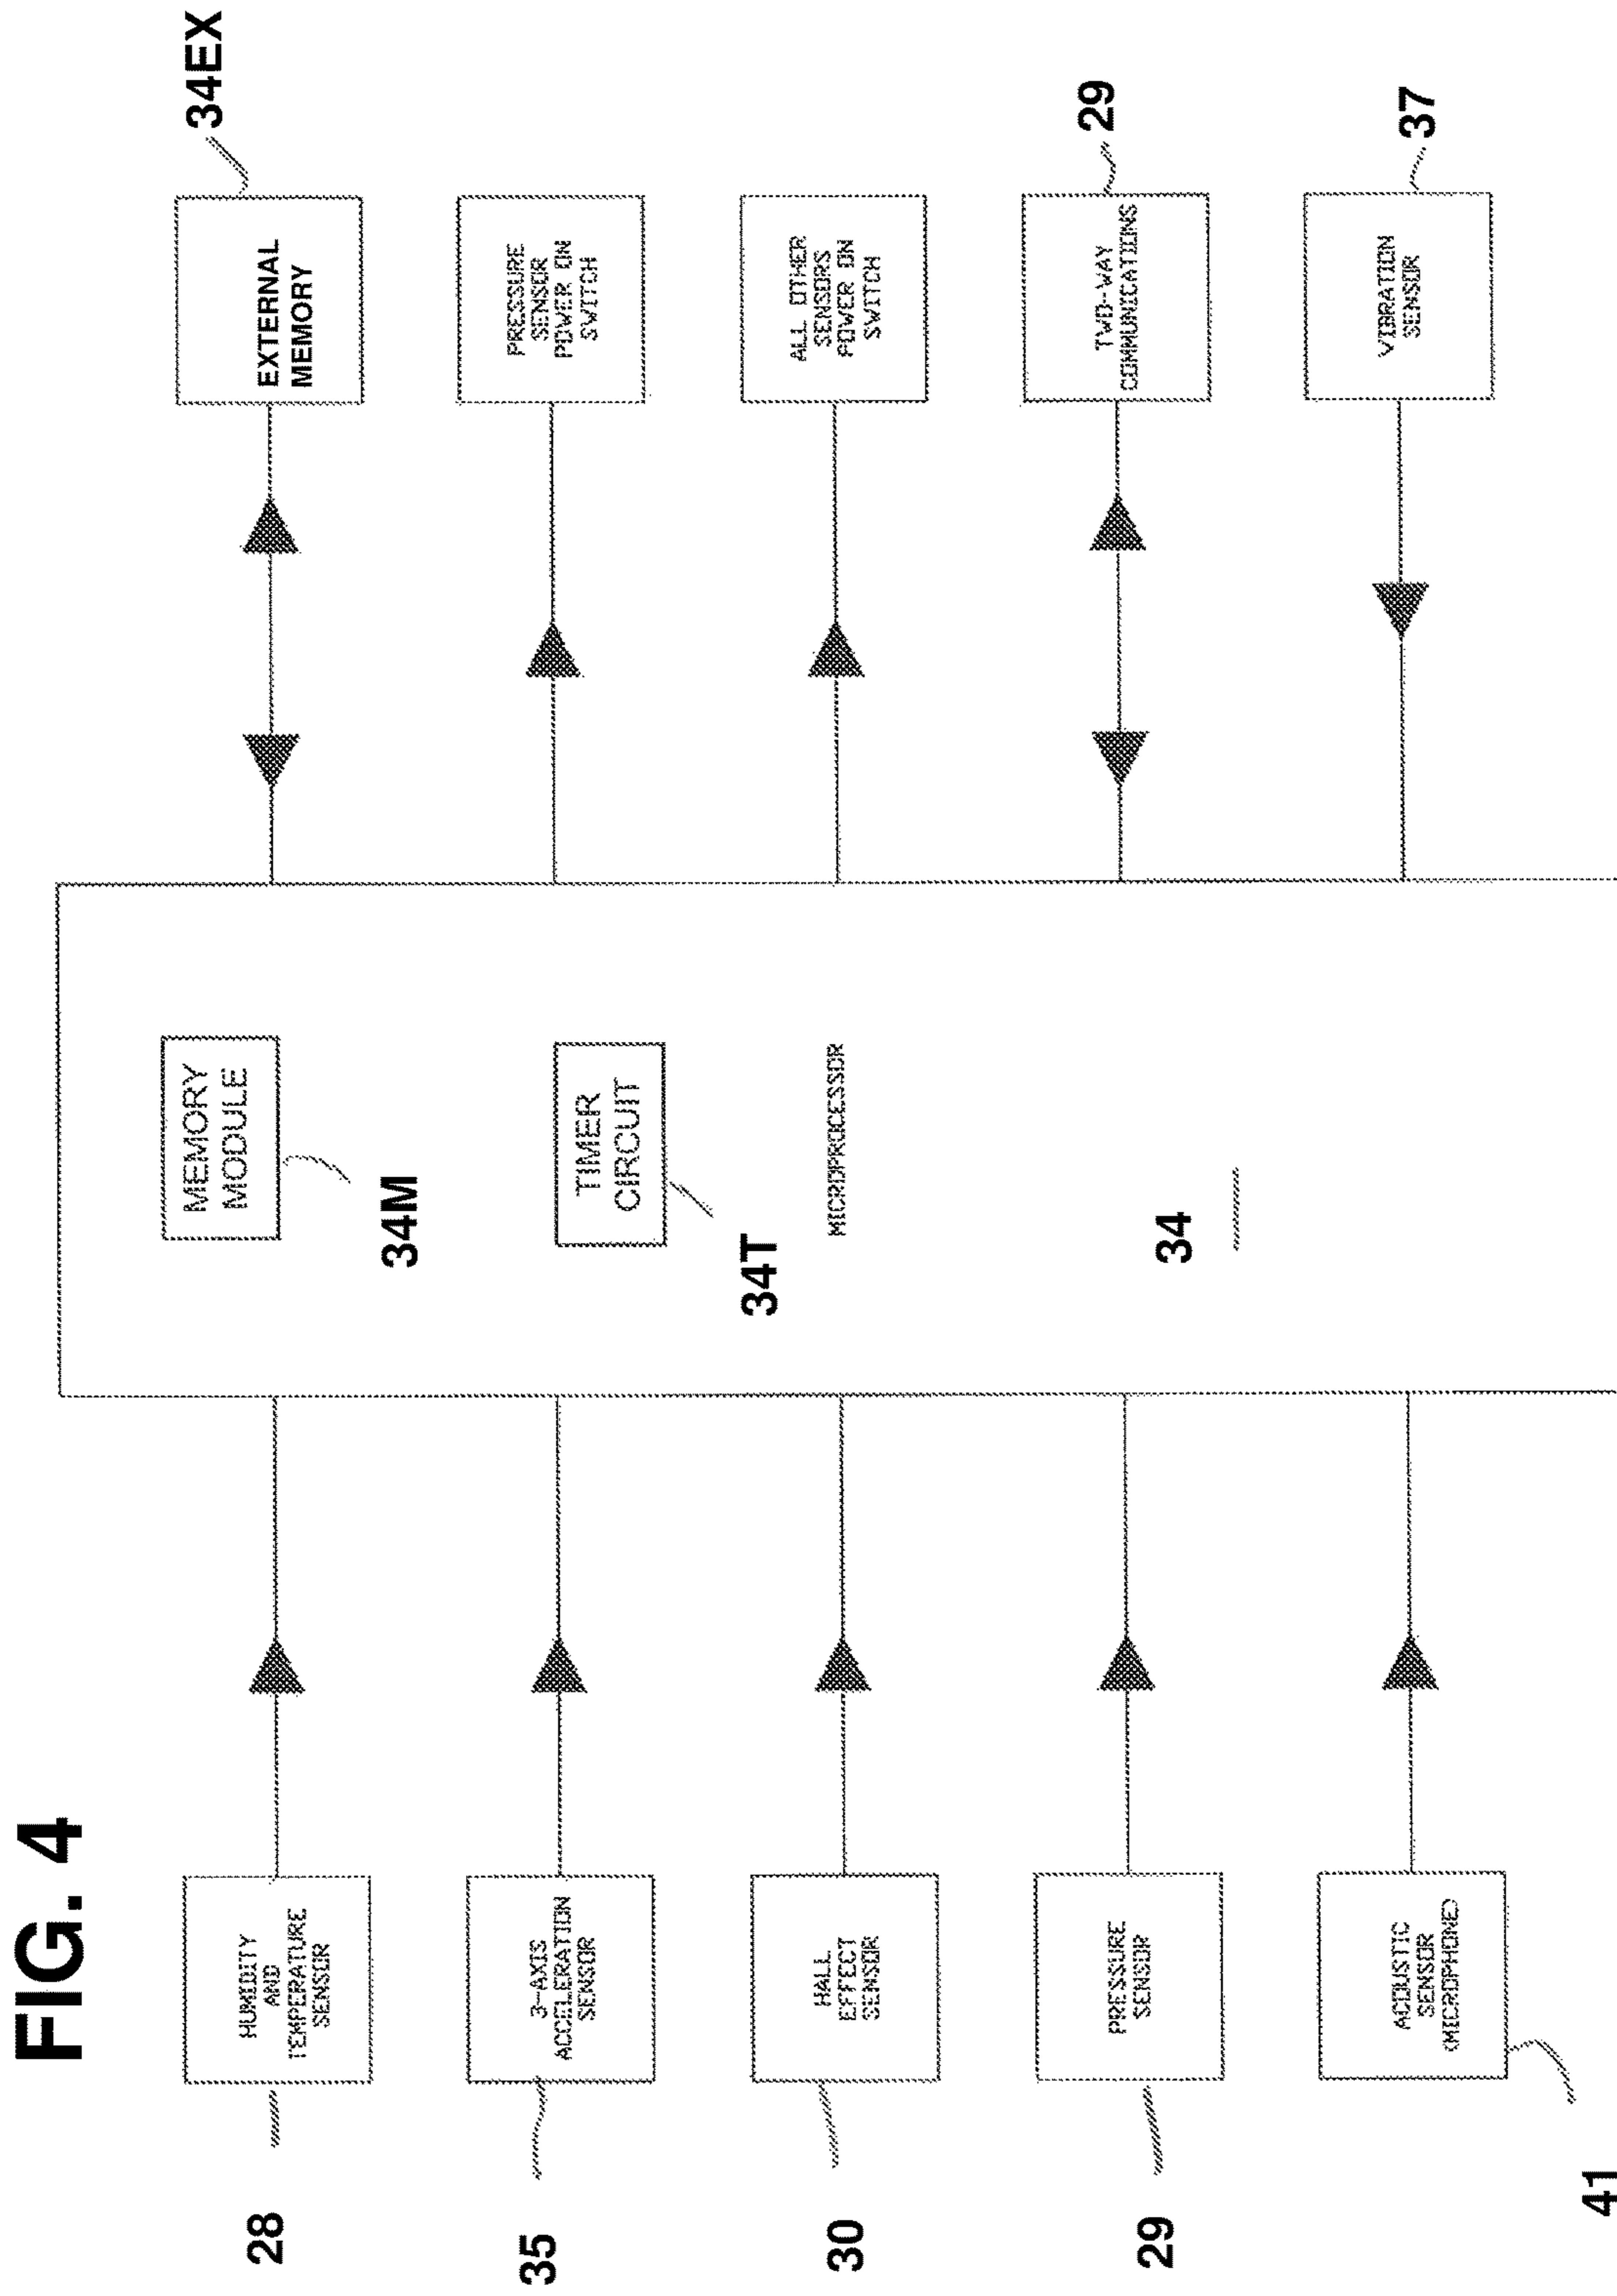 FIG. 4
28
HUMIDITY
AND
TEMPERATURE
SENSOR
35
3-AXIS
ACCELERATION
SENSOR
30
HALL
EFFECT
SENSOR
29
PRESSURE
SENSOR
41
ACOUSTIC
SENSOR
(MICROPHONE)
MEMORY
MODULE
34M
TIMER
CIRCUIT
34T
MICROPROCESSOR
34
34EX
EXTERNAL
MEMORY
PRESSURE
SENSOR
POWER ON
SWITCH
ALL OTHER
SENSORS
POWER ON
SWITCH
29
TWO-WAY
COMMUNICATIONS
37
VIBRATION
SENSOR